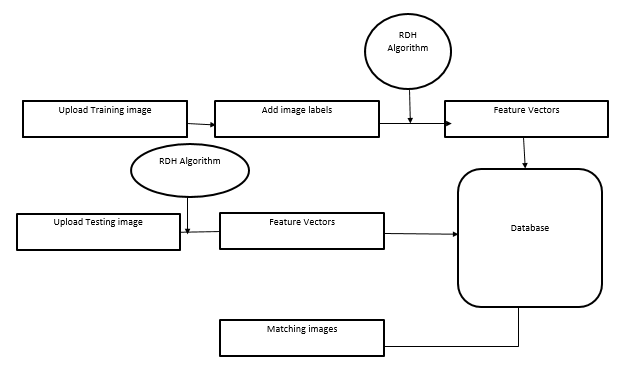 RDH
Algorithm
Upload Training image
Add image labels
Feature Vectors
RDH Algorithm
Upload Testing image
Feature Vectors
Database
Matching images